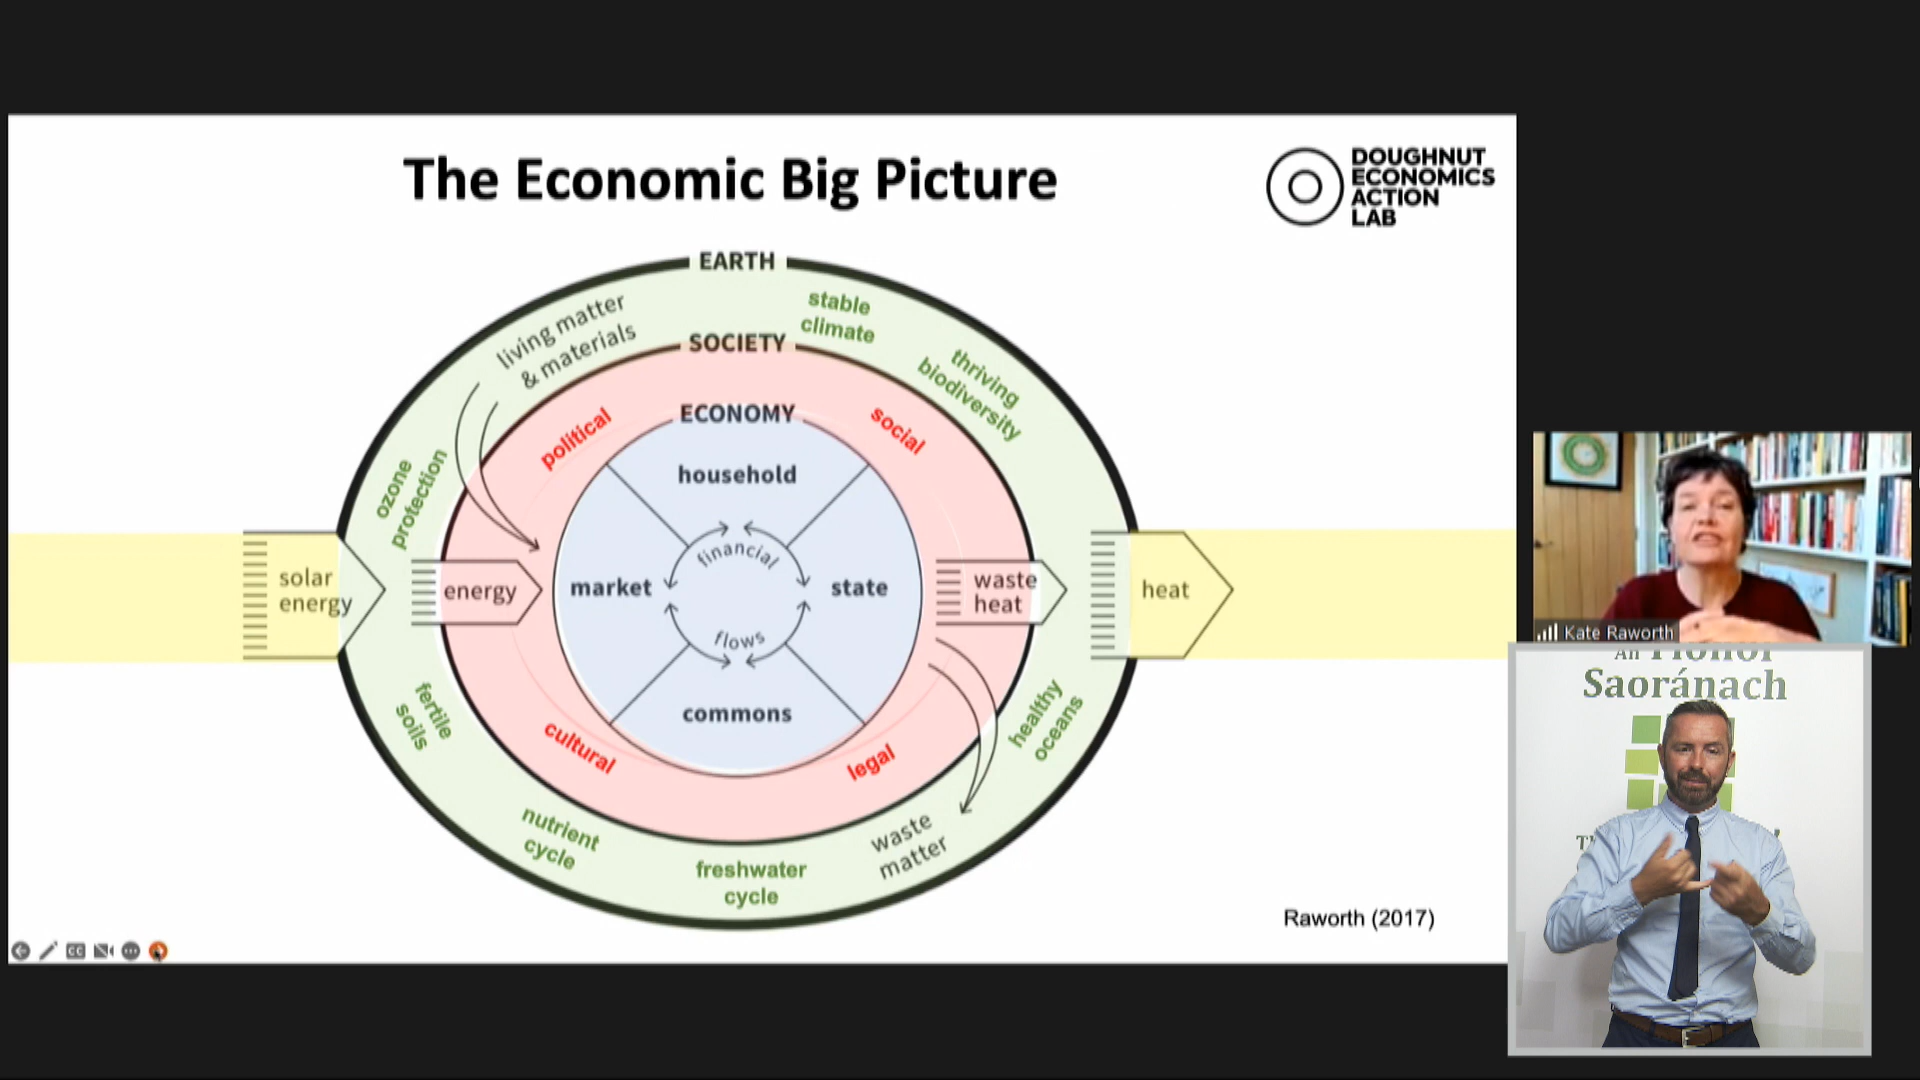 The Economic Big Picture
DOUGHNUT
ECONOMICS
ACTION
LAB
EARTH
living matter
& materials
stable
climate
SOCIETY
thriving
biodiversity
political
ECONOMY
social
ozone
protection
household
financial
solar
energy
energy
market
state
waste
heat
heat
flows
fertile
soils
commons
healthy
oceans
cultural
legal
nutrient
cycle
waste
matter
freshwater
cycle
Raworth (2017)
CC
Kate Raworth
Saoránach